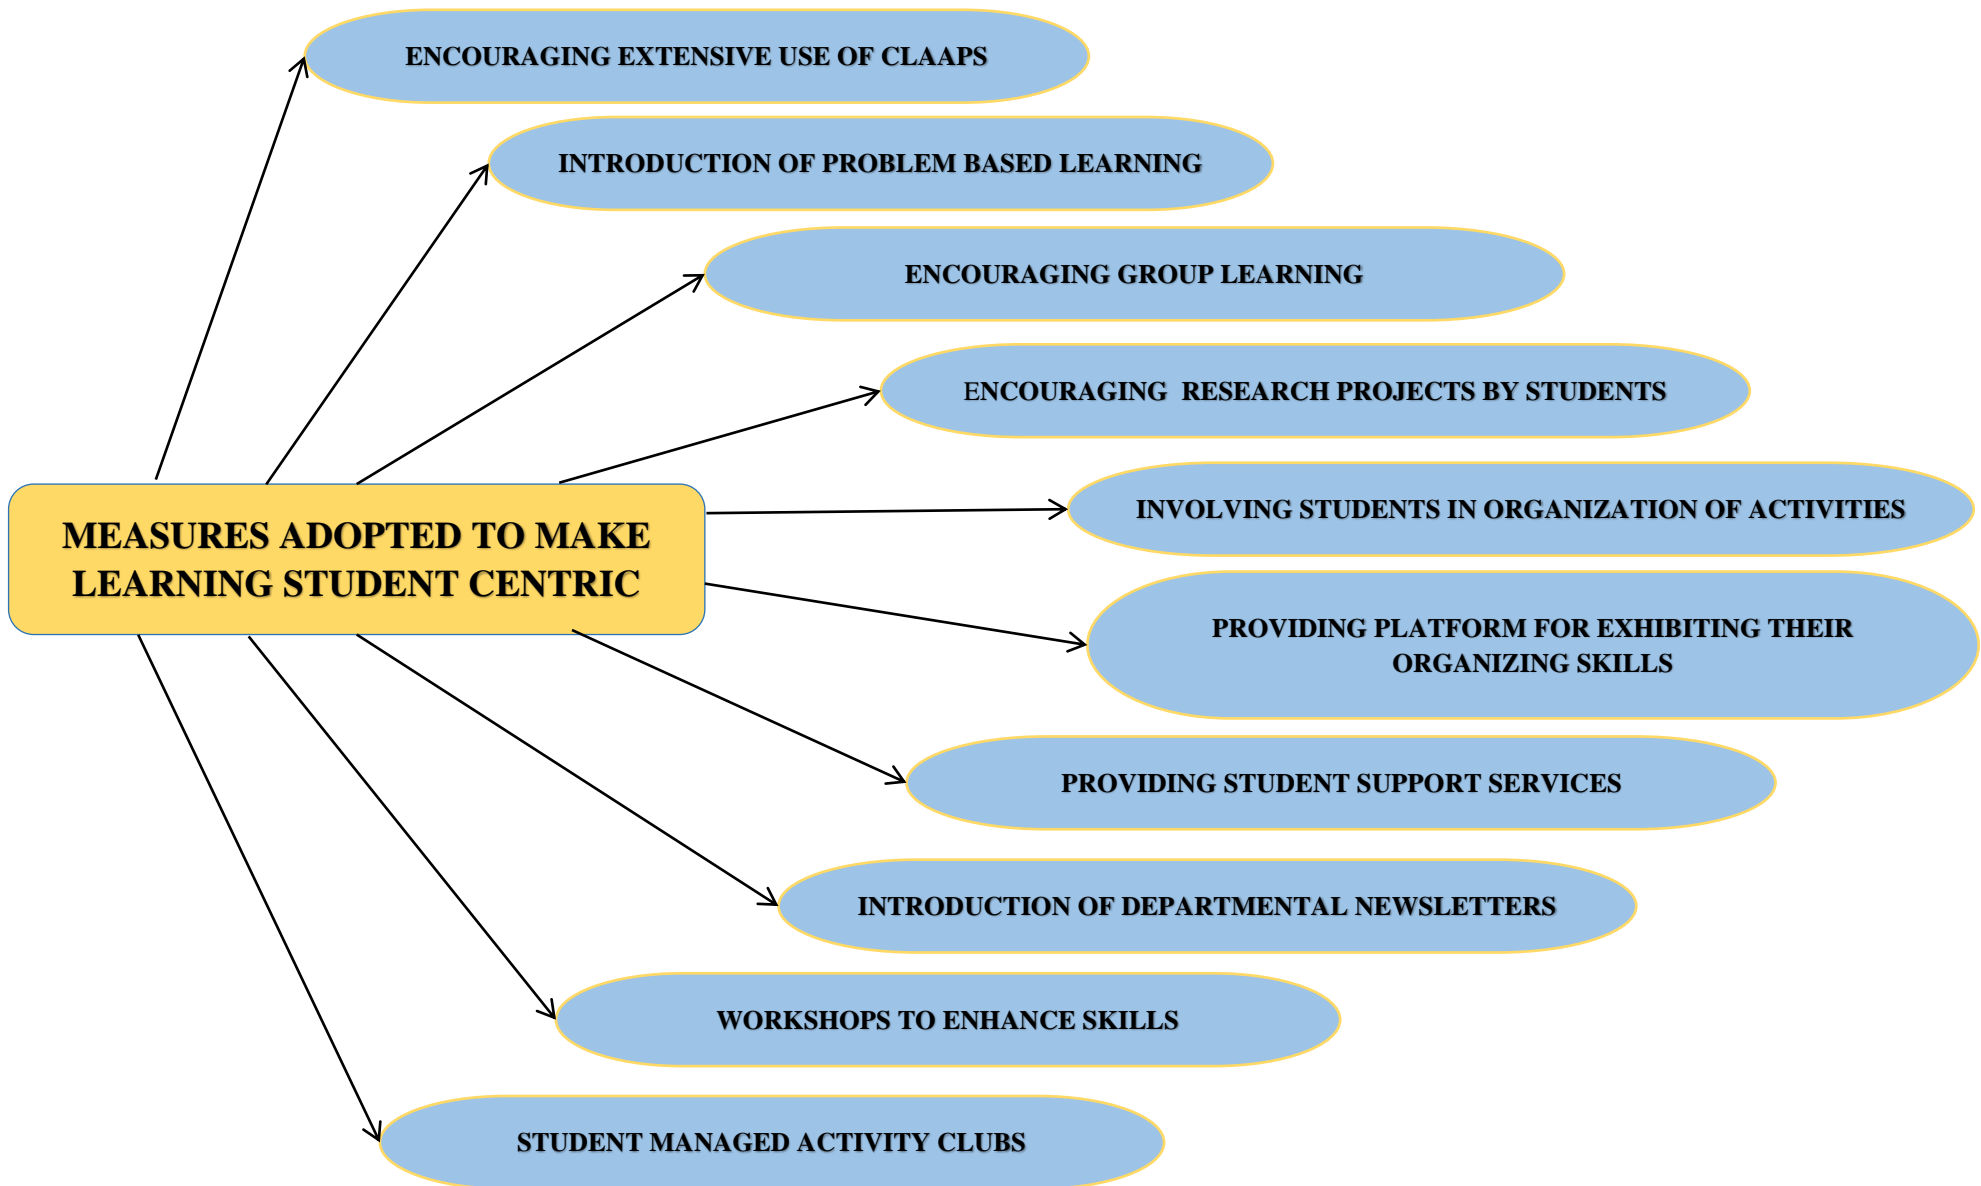 ENCOURAGING EXTENSIVE USE OF CLAAPS
INTRODUCTION OF PROBLEM BASED LEARNING
ENCOURAGING GROUP LEARNING
ENCOURAGING  RESEARCH PROJECTS BY STUDENTS
INVOLVING STUDENTS IN ORGANIZATION OF ACTIVITIES
MEASURES ADOPTED TO MAKE
LEARNING STUDENT CENTRIC
PROVIDING PLATFORM FOR EXHIBITING THEIR
ORGANIZING SKILLS
PROVIDING STUDENT SUPPORT SERVICES
INTRODUCTION OF DEPARTMENTAL NEWSLETTERS
WORKSHOPS TO ENHANCE SKILLS
STUDENT MANAGED ACTIVITY CLUBS